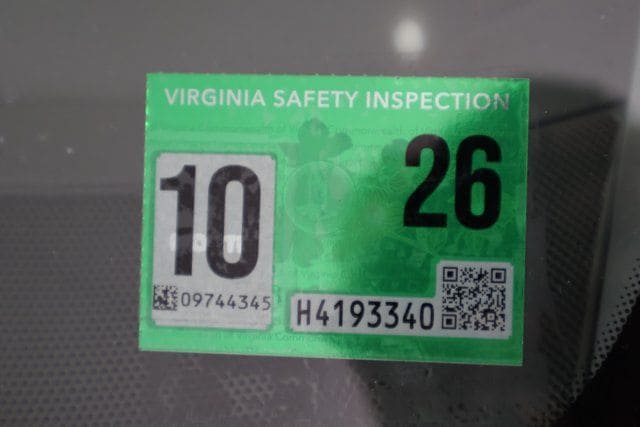 VIRGINIA SAFETY INSPECTION
10
26
09744345
H4193340